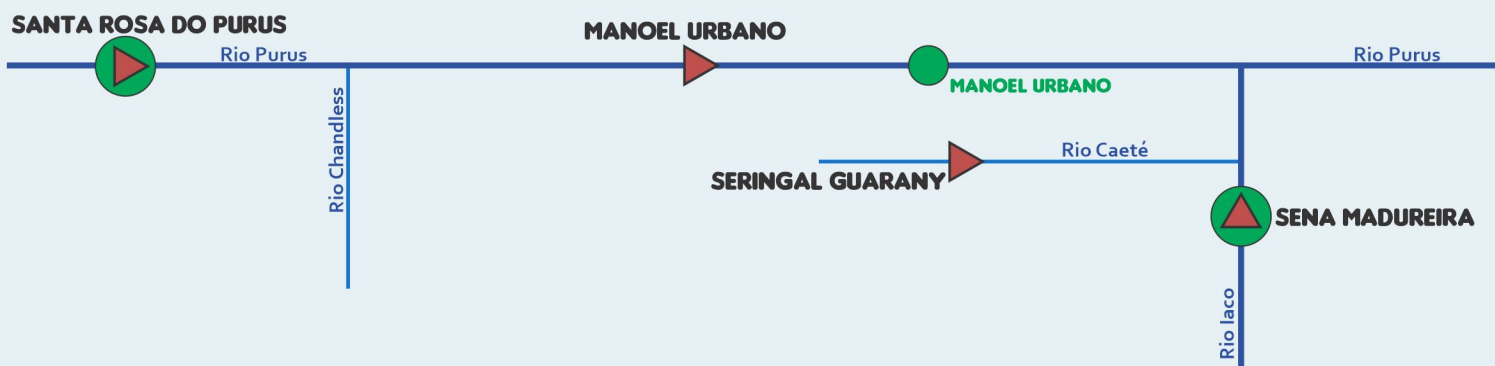 SANTA ROSA DO PURUS
MANOEL URBANO
Rio Purus
Rio Purus
MANOEL URBANO
Rio Chandless
Rio Caeté
SERINGAL GUARANY
SENA MADUREIRA
Rio Iaco